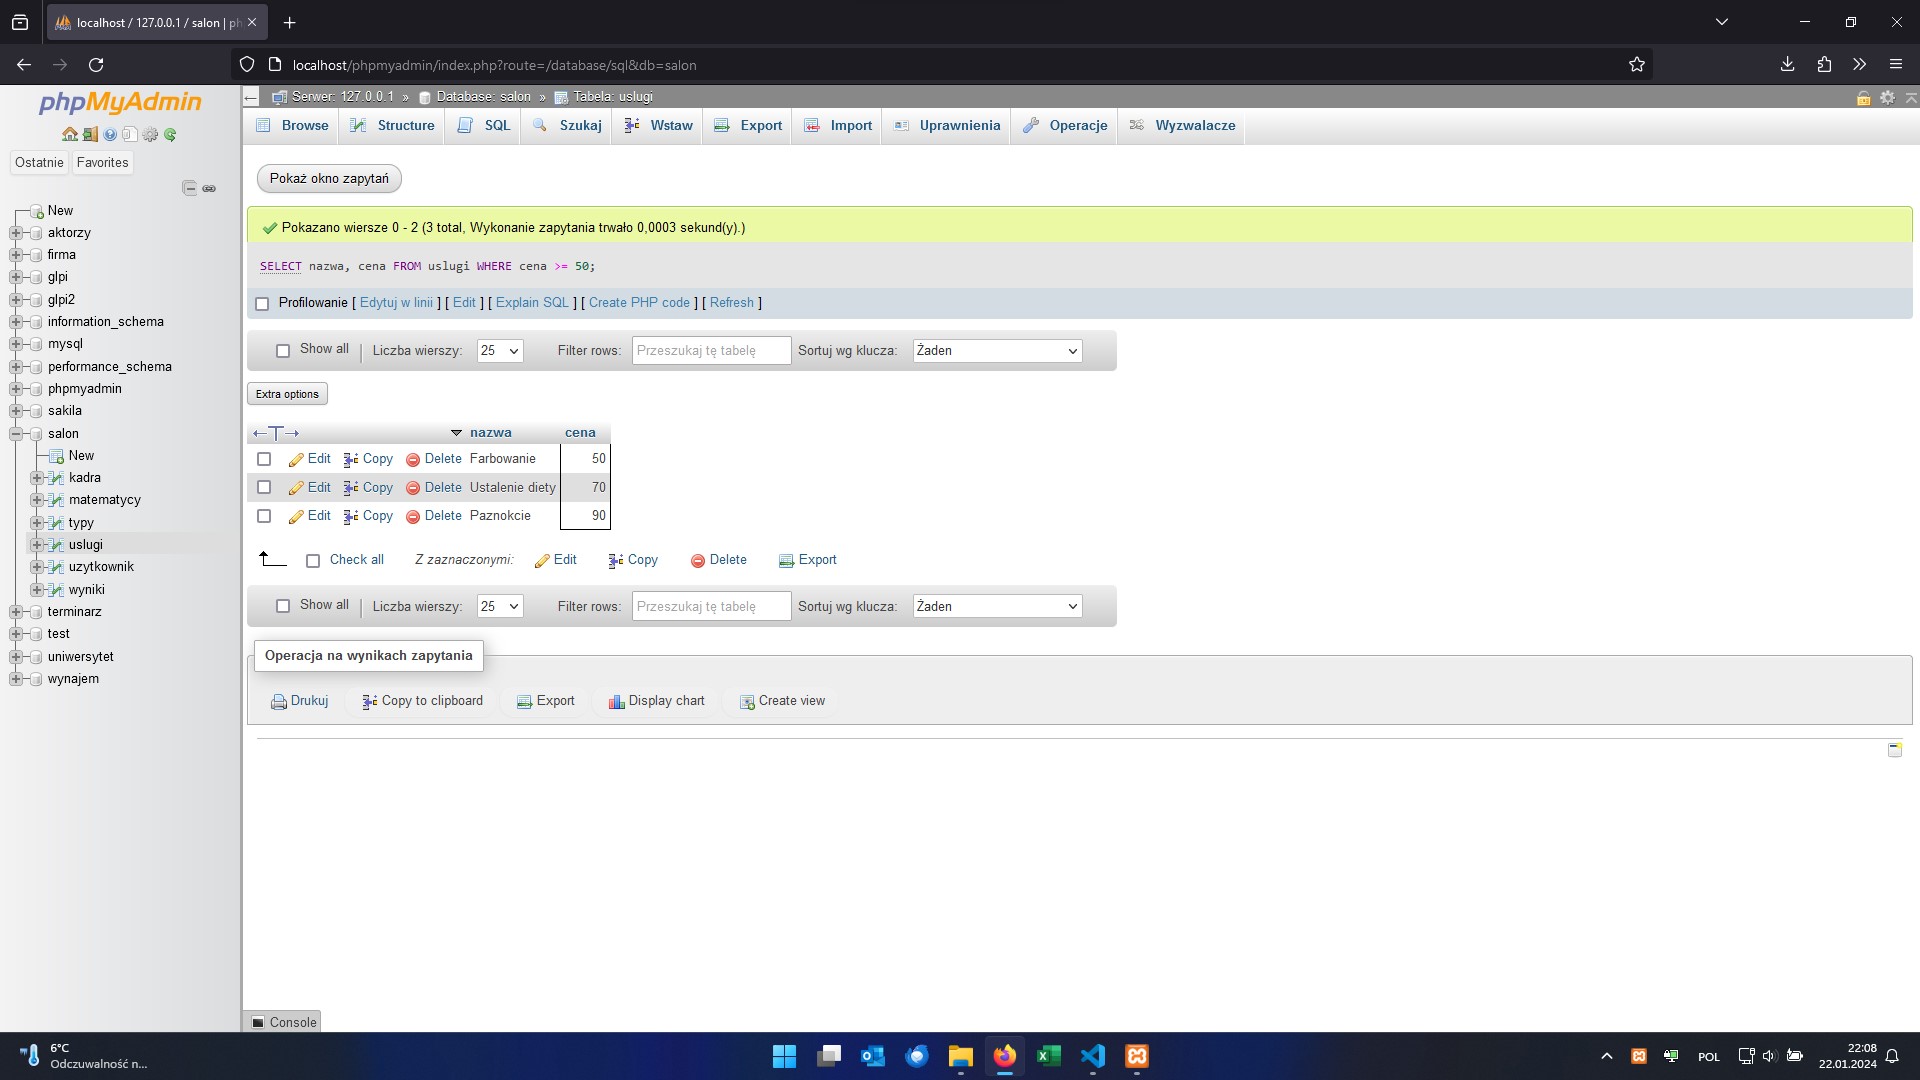 localhost / 127.0.0.1 / salon | ph
localhost/phpmyadmin/index.php?route=/database/sql&db=salon
phpMyAdmin
Ostatnie Favorites
New
aktorzy
firma
glpi
glpi2
information_schema
mysql
performance_schema
phpmyadmin
sakila
salon
New
kadra
matematycy
typy
uslugi
uzytkownik
wyniki
terminarz
test
uniwersytet
wynajem
Serwer: 127.0.0.1 » Database: salon » Tabela: uslugi
Browse Structure SQL Szukaj Wstaw Export Import Uprawnienia Operacje Wyzwalacze
Pokaż okno zapytań
Pokazano wiersze 0 - 2 (3 total, Wykonanie zapytania trwało 0,0003 sekund(y).)
SELECT nazwa, cena FROM uslugi WHERE cena >= 50;
Profilowanie [ Edytuj w linii ] [ Edit ] [ Explain SQL ] [ Create PHP code ] [ Refresh ]
Show all | Liczba wierszy: 25 Filter rows: Przeszukaj tę tabelę Sortuj wg klucza: Żaden
Extra options
←T→ nazwa cena
Edit Copy Delete Farbowanie 50
Edit Copy Delete Ustalenie diety 70
Edit Copy Delete Paznokcie 90
Check all Z zaznaczonymi: Edit Copy Delete Export
Show all | Liczba wierszy: 25 Filter rows: Przeszukaj tę tabelę Sortuj wg klucza: Żaden
Operacja na wynikach zapytania
Drukuj Copy to clipboard Export Display chart Create view
Console
6°C
Odczuwalność n...
POL
22:08
22.01.2024